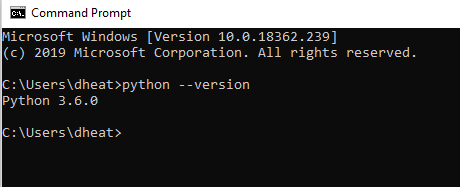 C:\. Command Prompt
Microsoft Windows [Version 10.0.18362.239]
(c) 2019 Microsoft Corporation. All rights reserved.
C:\Users\dheat>python --version
Python 3.6.0
C:\Users\dheat>